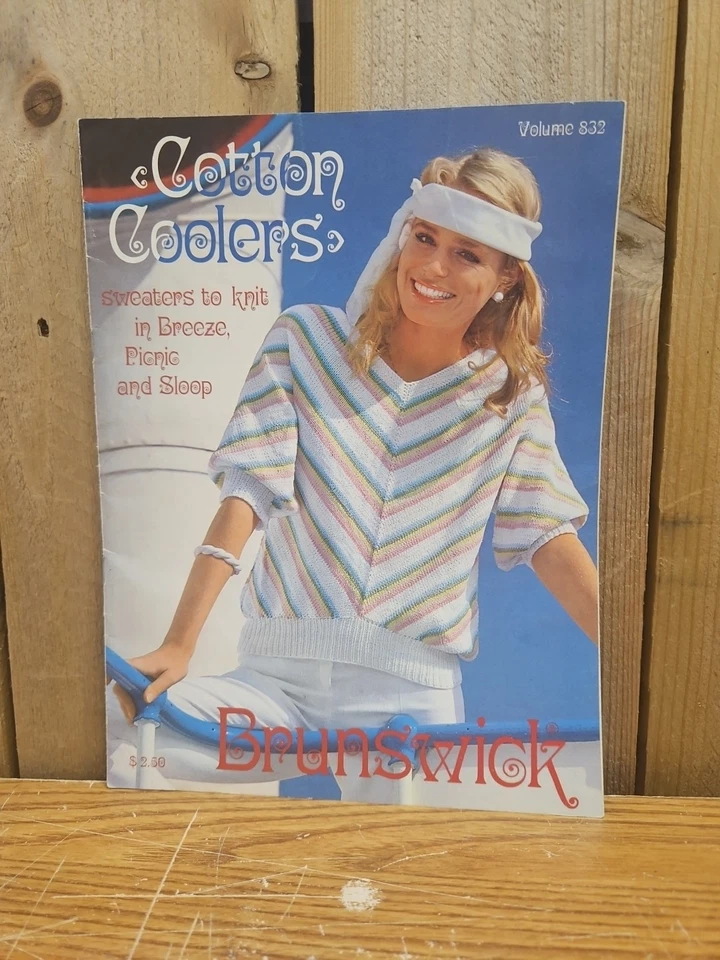 Volume 832
<Cotton
Coolers>
sweaters to knit
in Breeze,
Picnic
and Sloop
Brunswick
$2.50